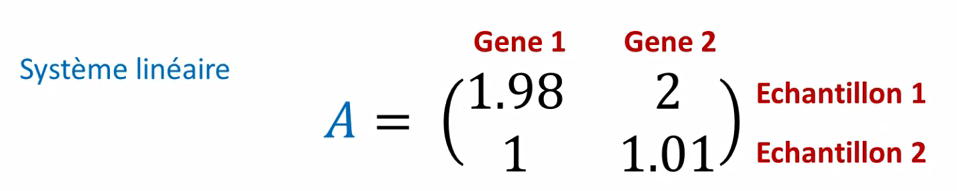 Gene 1 Gene 2
Système linéaire
A = (1.98 2) Echantillon 1
(1 1.01) Echantillon 2